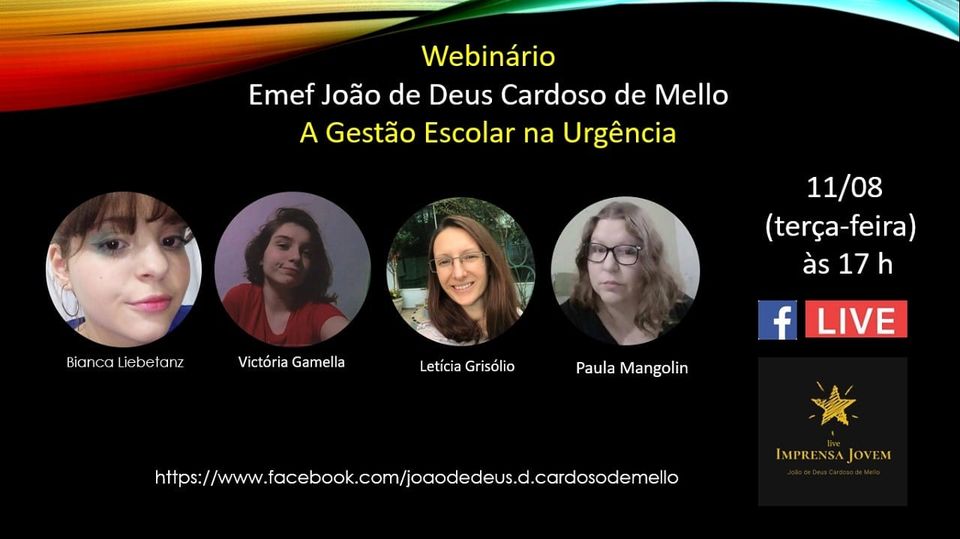 Webinário
Emef João de Deus Cardoso de Mello
A Gestão Escolar na Urgência
11/08
(terça-feira)
às 17 h
f LIVE
Bianca Liebetanz
Victória Gamella
Letícia Grisólio
Paula Mangolin
live
IMPRENSA JOVEM
João de Deus Cardoso de Mello
https://www.facebook.com/joaodedeus.d.cardosodemello